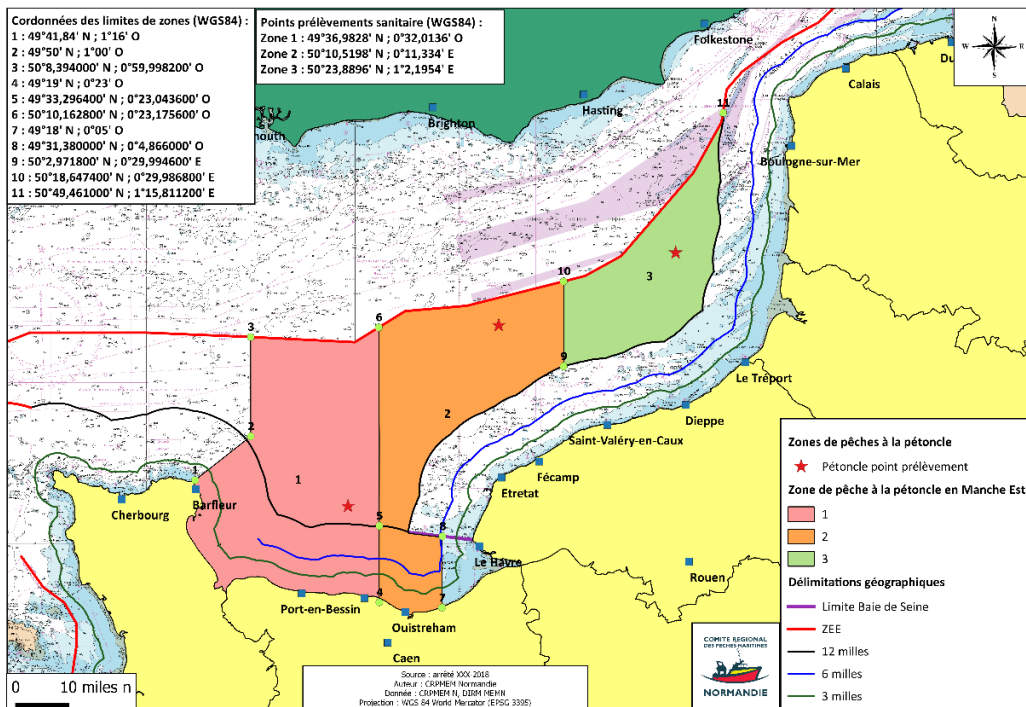 Cordonnées des limites de zones (WGS84) :
1 : 49°41,84' N ; 1°16' O
2 : 49°50' N ; 1°00' O
3 : 50°8,394000' N ; 0°59,998200' O
4 : 49°19' N ; 0°23' O
5 : 49°33,296400' N ; 0°23,043600' O
6 : 50°10,162800' N ; 0°23,175600' O
7 : 49°18' N ; 0°05' O
8 : 49°31,380000' N ; 0°4,866000' O
9 : 50°2,971800' N ; 0°29,994600' E
10 : 50°18,647400' N ; 0°29,986800' E
11 : 50°49,461000' N ; 1°15,811200' E
Points prélèvements sanitaire (WGS84) :
Zone 1 : 49°36,9828' N ; 0°32,0136' O
Zone 2 : 50°10,5198' N ; 0°11,334' E
Zone 3 : 50°23,8896' N ; 1°2,1954' E
N
W
E
S
Folkestone
Calais
Hasting
Brighton
mouth
11
Boulogne-sur-Mer
10
3
6
3
9
Le Tréport
2
2
Dieppe
Saint-Valéry-en-Caux
1
1
Fécamp
Etretat
Barfleur
Cherbourg
5
8
Le Havre
Rouen
4
7
Port-en-Bessin
Ouistreham
Caen
Zones de pêches à la pétoncle
Pétoncle point prélèvement
Zone de pêche à la pétoncle en Manche Est
1
2
3
Délimitations géographiques
Limite Baie de Seine
ZEE
12 milles
6 milles
3 milles
COMITE REGIONAL
DES PECHES MARITIMES
NORMANDIE
0 10 miles n
Source : arrêté XXX-2018
Auteur : CRPMEM Normandie
Donnée : CRPMEM N, DIRM MEMN
Projection : WGS 84 World Mercator (EPSG 3395)